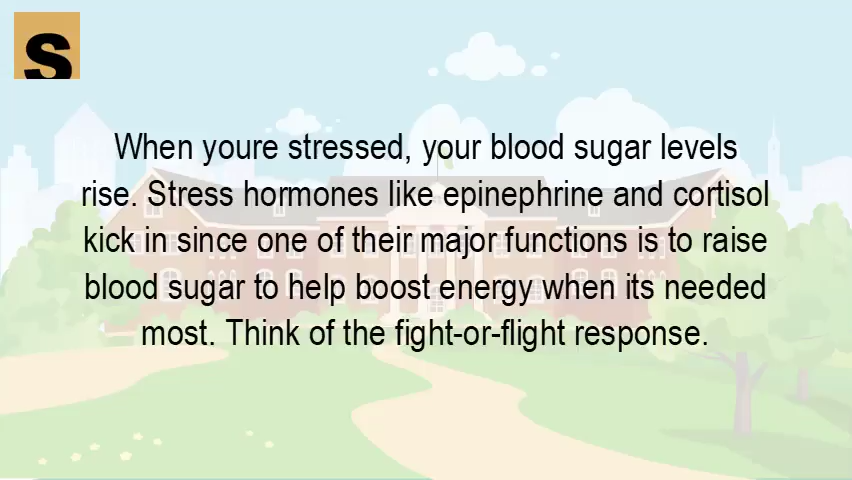 S
When youre stressed, your blood sugar levels
rise. Stress hormones like epinephrine and cortisol
kick in since one of their major functions is to raise
blood sugar to help boost energy when its needed
most. Think of the fight-or-flight response.